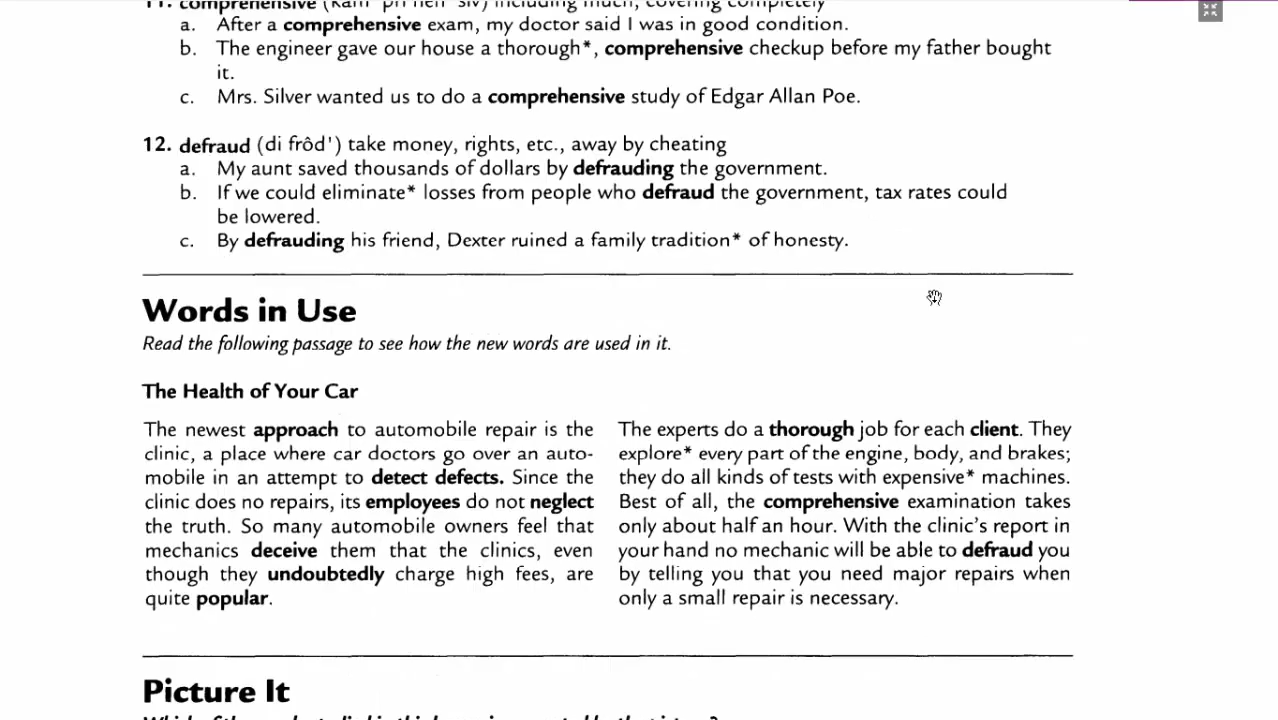 11. comprehensive (käm' pri hen' siv) including much; covering completely
a. After a comprehensive exam, my doctor said I was in good condition.
b. The engineer gave our house a thorough*, comprehensive checkup before my father bought
it.
c. Mrs. Silver wanted us to do a comprehensive study of Edgar Allan Poe.
12. defraud (di frôd') take money, rights, etc., away by cheating
a. My aunt saved thousands of dollars by defrauding the government.
b. If we could eliminate* losses from people who defraud the government, tax rates could
be lowered.
c. By defrauding his friend, Dexter ruined a family tradition* of honesty.
Words in Use
Read the following passage to see how the new words are used in it.
The Health of Your Car
The newest approach to automobile repair is the
clinic, a place where car doctors go over an auto-
mobile in an attempt to detect defects. Since the
clinic does no repairs, its employees do not neglect
the truth. So many automobile owners feel that
mechanics deceive them that the clinics, even
though they undoubtedly charge high fees, are
quite popular.
The experts do a thorough job for each client. They
explore* every part of the engine, body, and brakes;
they do all kinds of tests with expensive* machines.
Best of all, the comprehensive examination takes
only about half an hour. With the clinic's report in
your hand no mechanic will be able to defraud you
by telling you that you need major repairs when
only a small repair is necessary.
Picture It